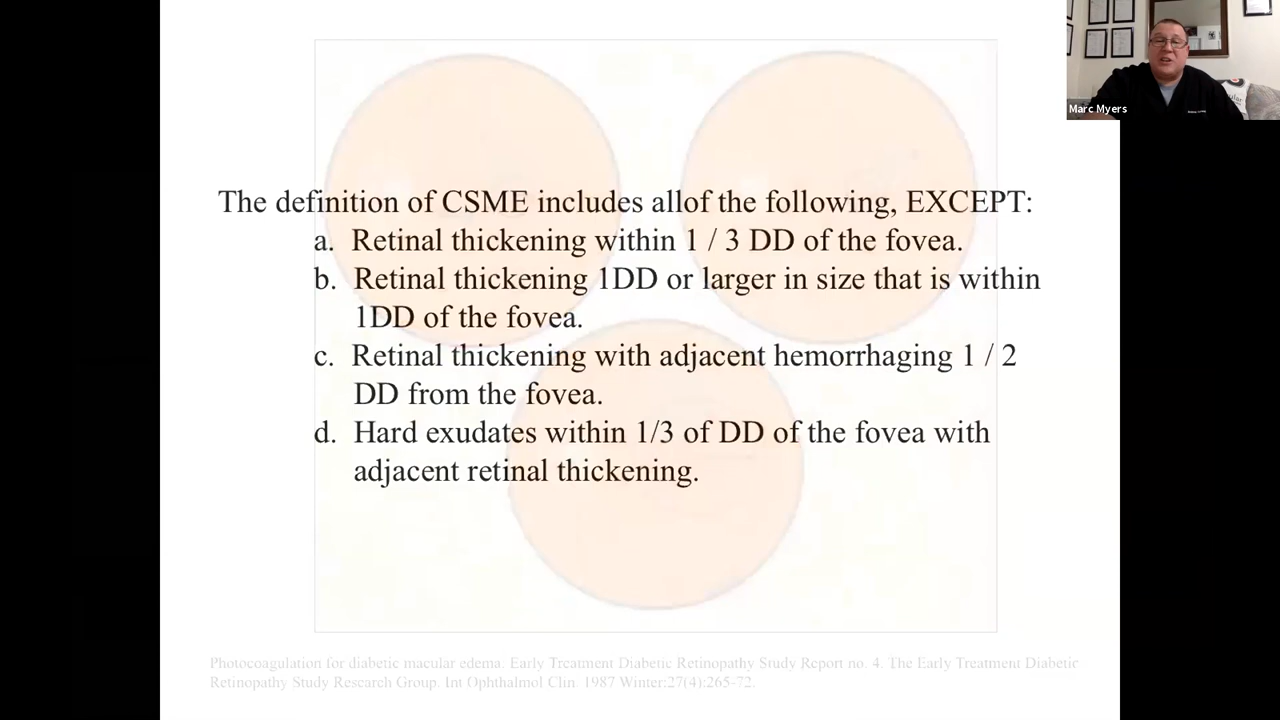 Marc Myers
The definition of CSME includes allof the following, EXCEPT:
a. Retinal thickening within 1 / 3 DD of the fovea.
b. Retinal thickening 1DD or larger in size that is within
1DD of the fovea.
c. Retinal thickening with adjacent hemorrhaging 1 / 2
DD from the fovea.
d. Hard exudates within 1/3 of DD of the fovea with
adjacent retinal thickening.
Photocoagulation for diabetic macular edema. Early Treatment Diabetic Retinopathy Study Report no. 4. The Early Treatment Diabetic
Retinopathy Study Research Group. Int Ophthalmol Clin. 1987 Winter;27(4):265-72.